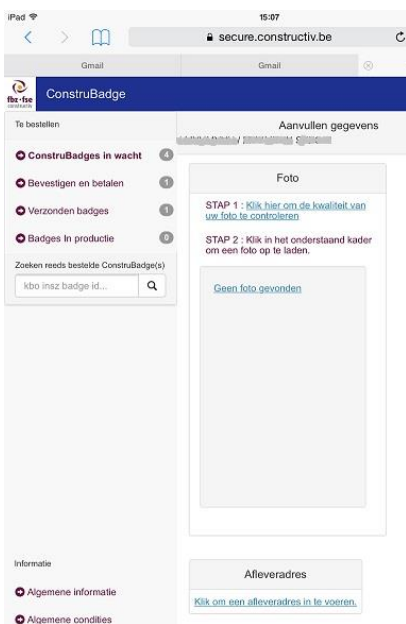 iPad 15:07
secure.constructiv.be
Gmail Gmail
fbz·fse
constructiv
ConstruBadge
Te bestellen
ConstruBadges in wacht 4
Bevestigen en betalen 1
Verzonden badges 1
Badges In productie 0
Zoeken reeds bestelde ConstruBadge(s)
kbo insz badge id...
Informatie
Algemene informatie
Algemene condities
Aanvullen gegevens
Foto
STAP 1 : Klik hier om de kwaliteit van
uw foto te controleren
STAP 2 : Klik in het onderstaand kader
om een foto op te laden.
Geen foto gevonden
Afleveradres
Klik om een afleveradres in te voeren.